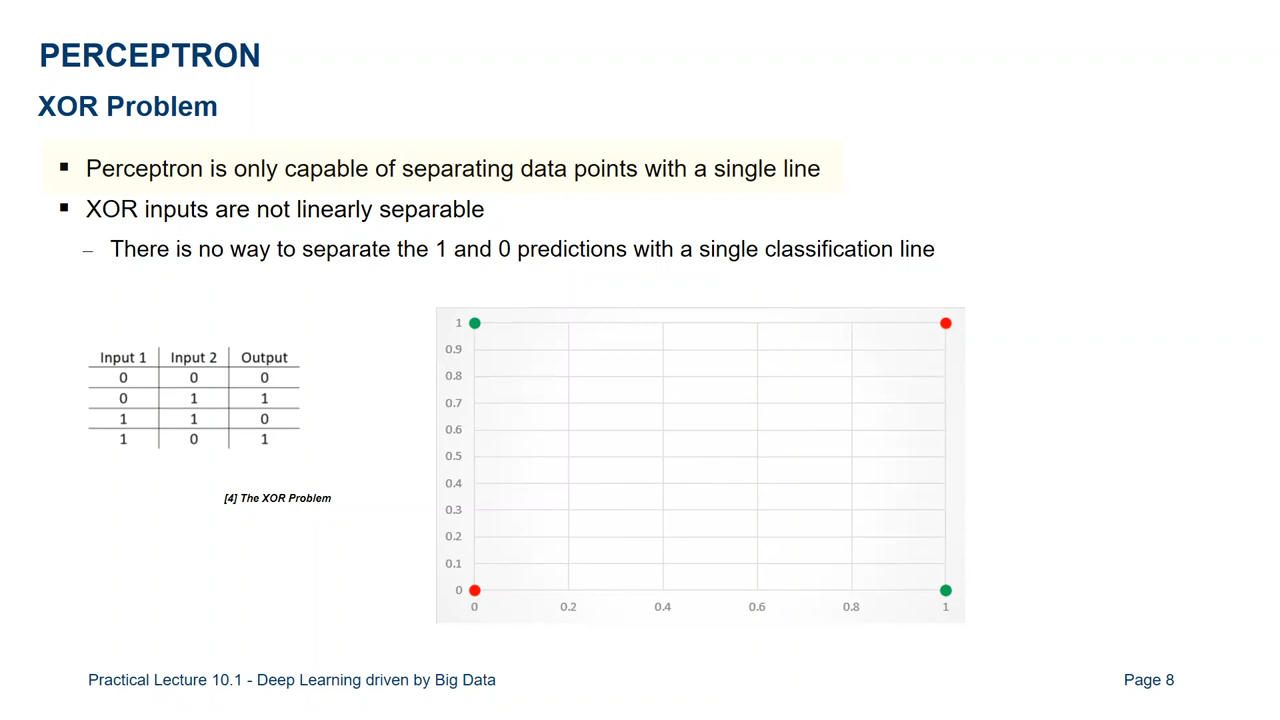 PERCEPTRON
XOR Problem
▪ Perceptron is only capable of separating data points with a single line
▪ XOR inputs are not linearly separable
– There is no way to separate the 1 and 0 predictions with a single classification line
Input 1 Input 2 Output
0 0 0
0 1 1
1 1 0
1 0 1
[4] The XOR Problem
1
0.9
0.8
0.7
0.6
0.5
0.4
0.3
0.2
0.1
0
0 0.2 0.4 0.6 0.8 1
Practical Lecture 10.1 - Deep Learning driven by Big Data
Page 8